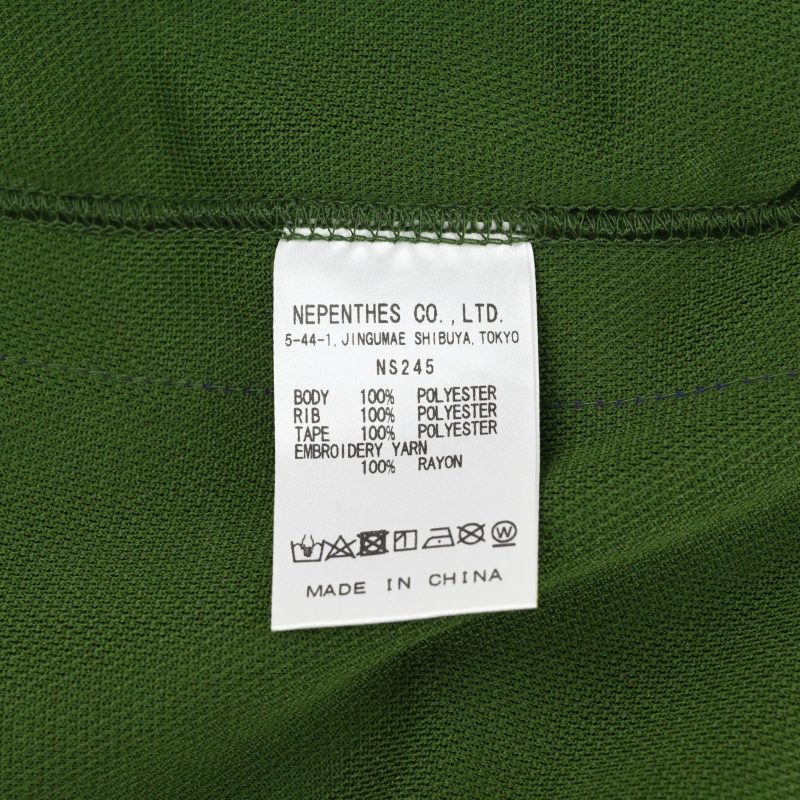 NEPENTHES CO.,LTD.
5-44-1, JINGUMAE SHIBUYA, TOKYO
NS245
BODY 100% POLYESTER
RIB 100% POLYESTER
TAPE 100% POLYESTER
EMBROIDERY YARN
100% RAYON
W
MADE IN CHINA